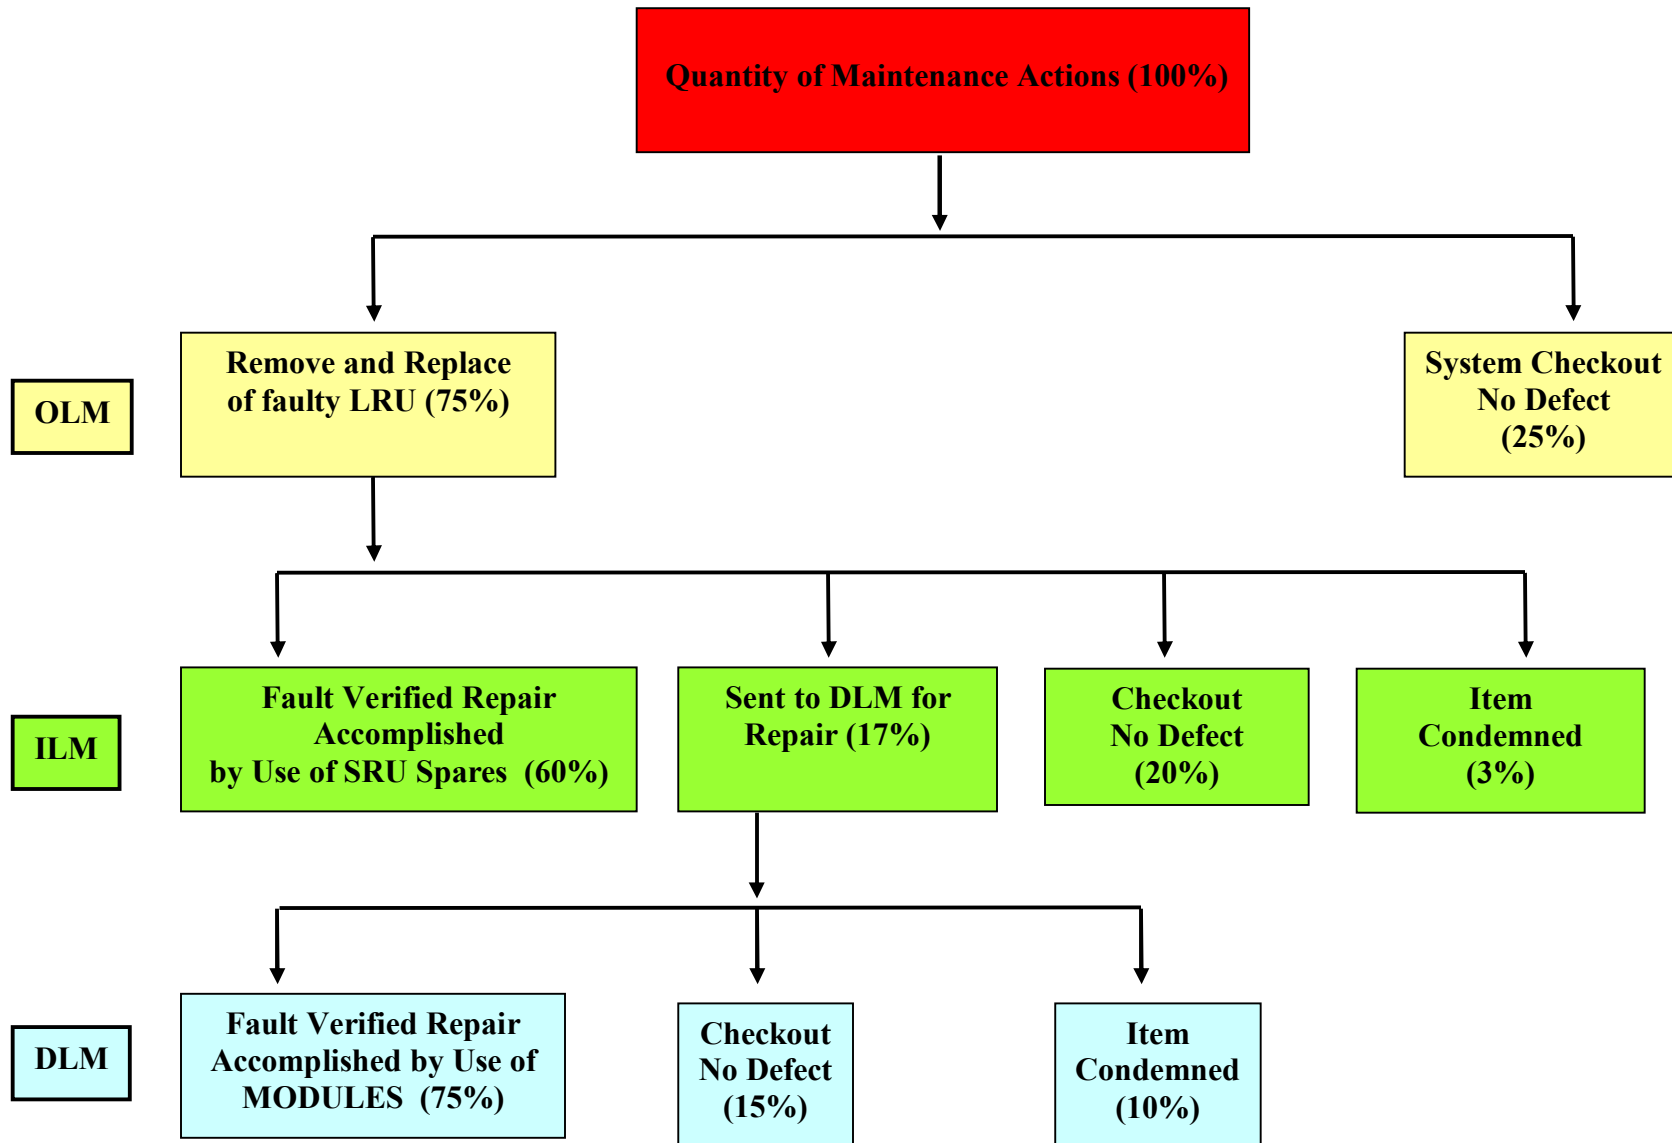 Quantity of Maintenance Actions (100%)
OLM
Remove and Replace
of faulty LRU (75%)
System Checkout
No Defect
(25%)
ILM
Fault Verified Repair
Accomplished
by Use of SRU Spares (60%)
Sent to DLM for
Repair (17%)
Checkout
No Defect
(20%)
Item
Condemned
(3%)
DLM
Fault Verified Repair
Accomplished by Use of
MODULES (75%)
Checkout
No Defect
(15%)
Item
Condemned
(10%)